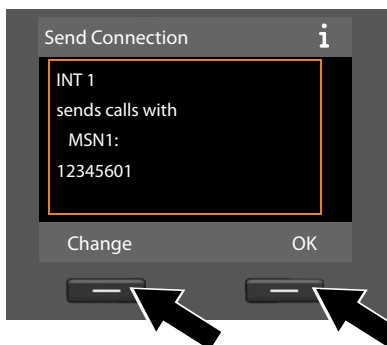 Send Connection i
INT 1
sends calls with
MSN1:
12345601
Change OK